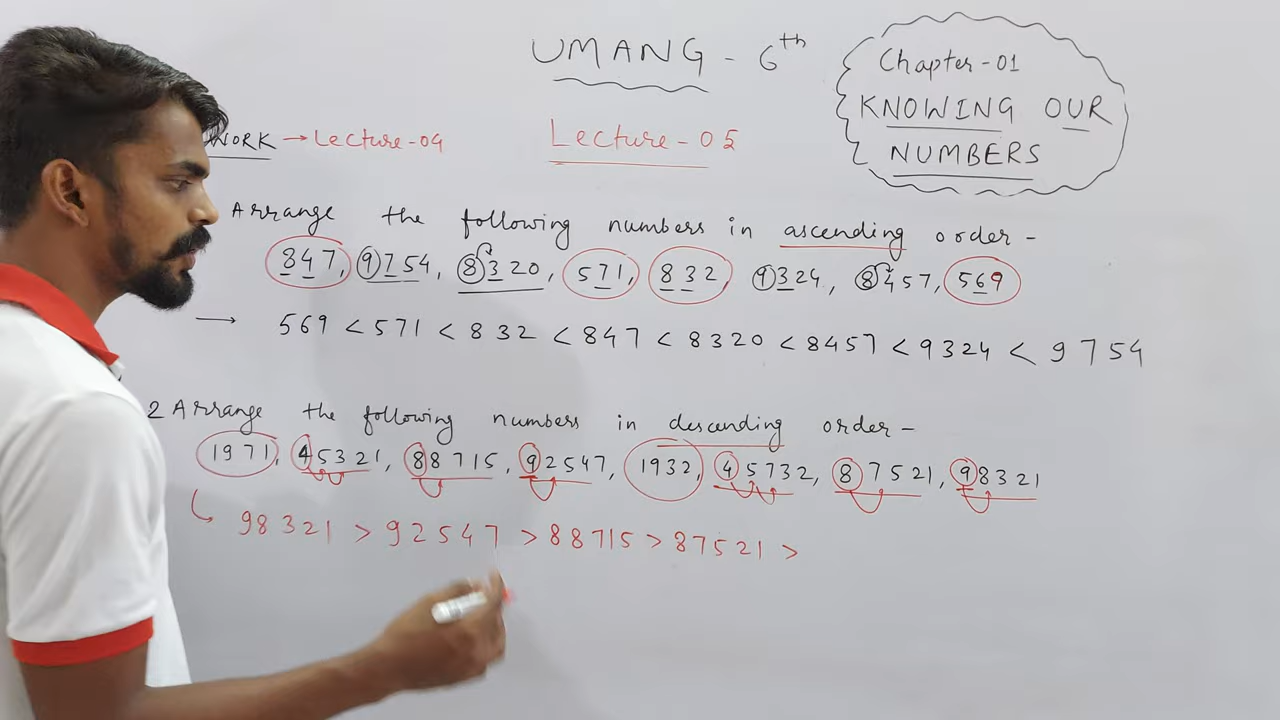 UMANG - 6th
Chapter-01
KNOWING OUR
NUMBERS
WORK → Lecture-04
Lecture-05
Arrange the following numbers in ascending order-
847, 9754, 8320, 571, 832 9324, 8457, 569
→ 569 < 571 < 832 < 847 < 8320 < 8457 < 9324 < 9754
2 Arrange the following numbers in descanding order-
1971, 45321, 88715, 92547, 1932, 45732, 87521, 98321
98321 > 92547 > 88715 > 87521 >